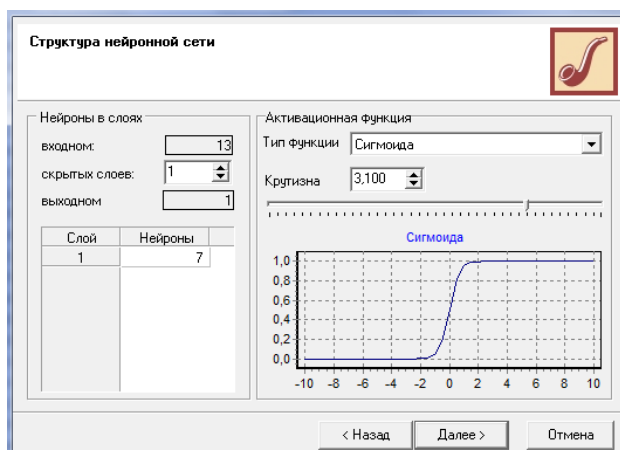 Структура нейронной сети
Нейроны в слоях
входном: 13
скрытых слоев: 1
выходном 1
Слой Нейроны
1 7
Активационная функция
Тип функции Сигмоида
Крутизна 3,100
Сигмоида
1,0
0,8
0,6
0,4
0,2
0,0
-10 -8 -6 -4 -2 0 2 4 6 8 10
< Назад Далее > Отмена